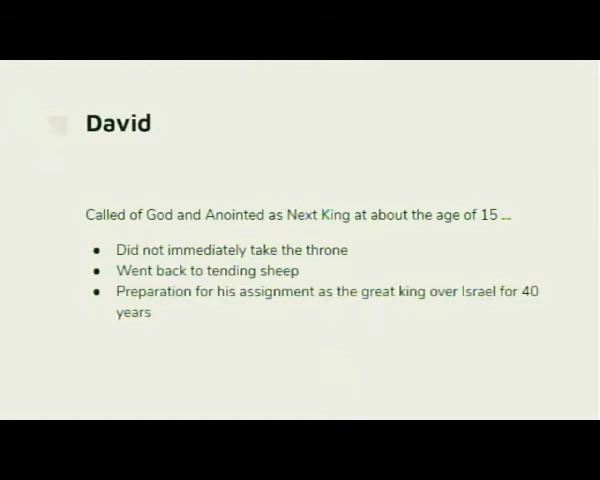 David
Called of God and Anointed as Next King at about the age of 15 ...
● Did not immediately take the throne
● Went back to tending sheep
● Preparation for his assignment as the great king over Israel for 40
years